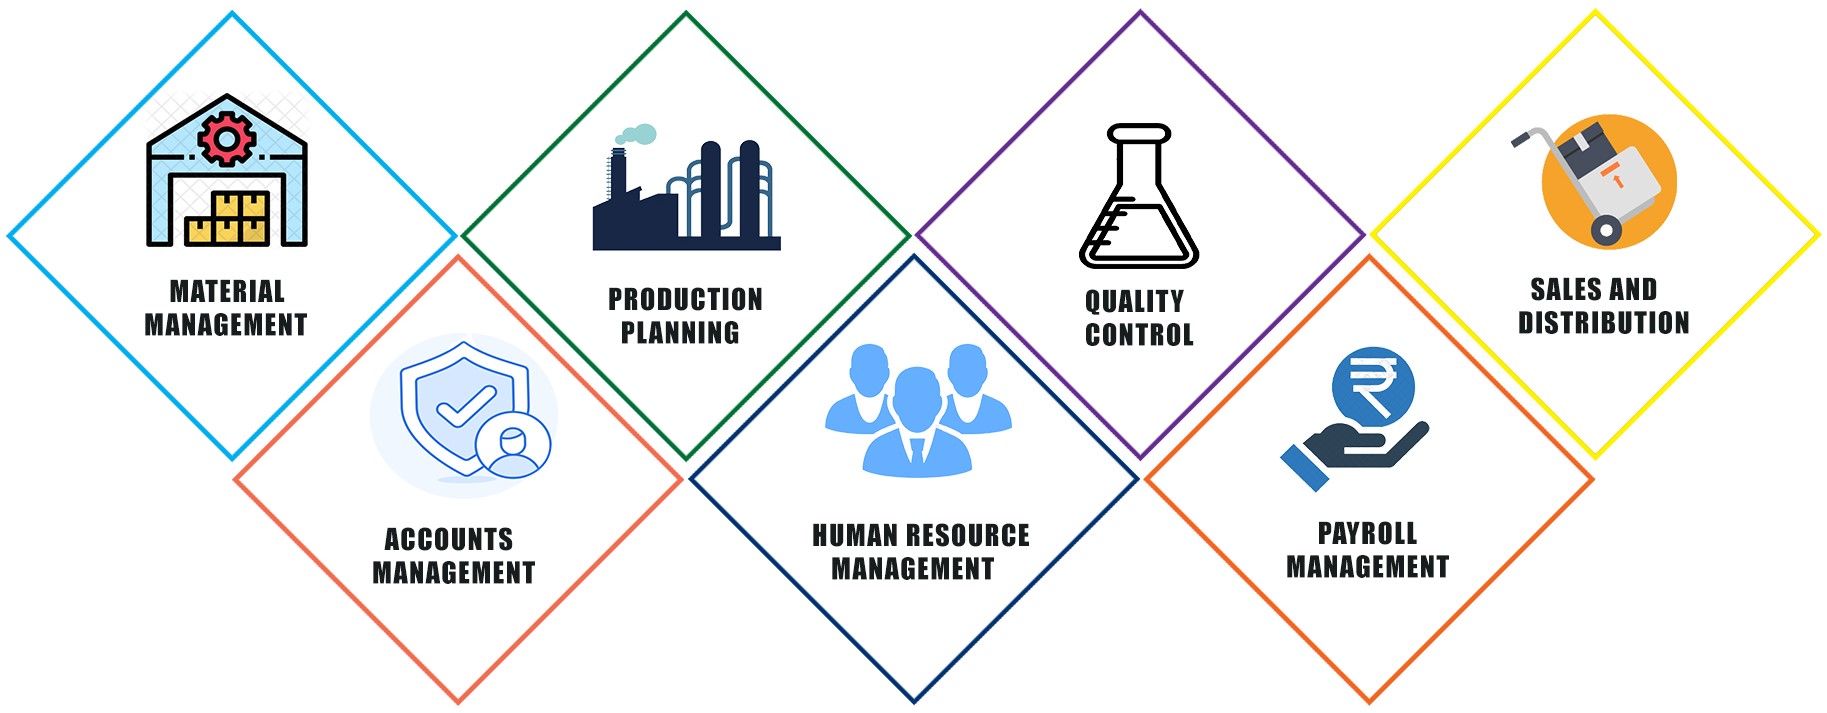 MATERIAL
MANAGEMENT
PRODUCTION
PLANNING
QUALITY
CONTROL
SALES AND
DISTRIBUTION
ACCOUNTS
MANAGEMENT
HUMAN RESOURCE
MANAGEMENT
₹
PAYROLL
MANAGEMENT